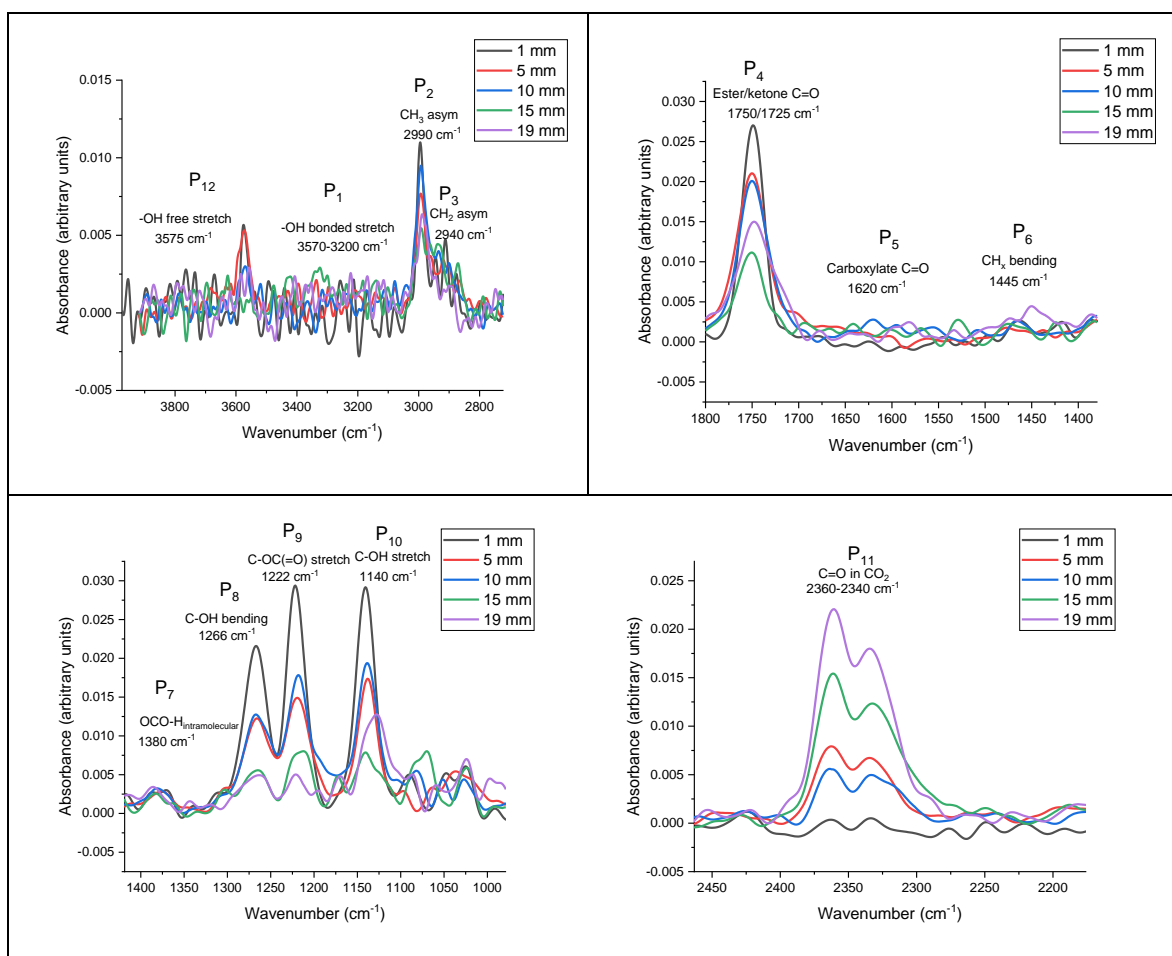 1 mm
5 mm
10 mm
15 mm
19 mm
0.015
0.010
0.005
0.000
-0.005
P₂
CH₃ asym
2990 cm⁻¹
P₁₂
-OH free stretch
3575 cm⁻¹
P₁
-OH bonded stretch
3570-3200 cm⁻¹
P₃
CH₂ asym
2940 cm⁻¹
Absorbance (arbitrary units)
3800 3600 3400 3200 3000 2800
Wavenumber (cm⁻¹)
1 mm
5 mm
10 mm
15 mm
19 mm
0.030
0.025
0.020
0.015
0.010
0.005
0.000
-0.005
P₄
Ester/ketone C=O
1750/1725 cm⁻¹
P₅
Carboxylate C=O
1620 cm⁻¹
P₆
CHₓ bending
1445 cm⁻¹
Absorbance (arbitrary units)
1800 1750 1700 1650 1600 1550 1500 1450 1400
Wavenumber (cm⁻¹)
1 mm
5 mm
10 mm
15 mm
19 mm
0.030
0.025
0.020
0.015
0.010
0.005
0.000
-0.005
P₉
C-OC(=O) stretch
1222 cm⁻¹
P₁₀
C-OH stretch
1140 cm⁻¹
P₈
C-OH bending
1266 cm⁻¹
P₇
OCO-Hintramolecular
1380 cm⁻¹
Absorbance (arbitrary units)
1400 1350 1300 1250 1200 1150 1100 1050 1000
Wavenumber (cm⁻¹)
1 mm
5 mm
10 mm
15 mm
19 mm
0.025
0.020
0.015
0.010
0.005
0.000
-0.005
P₁₁
C=O in CO₂
2360-2340 cm⁻¹
Absorbance (arbitrary units)
2450 2400 2350 2300 2250 2200
Wavenumber (cm⁻¹)